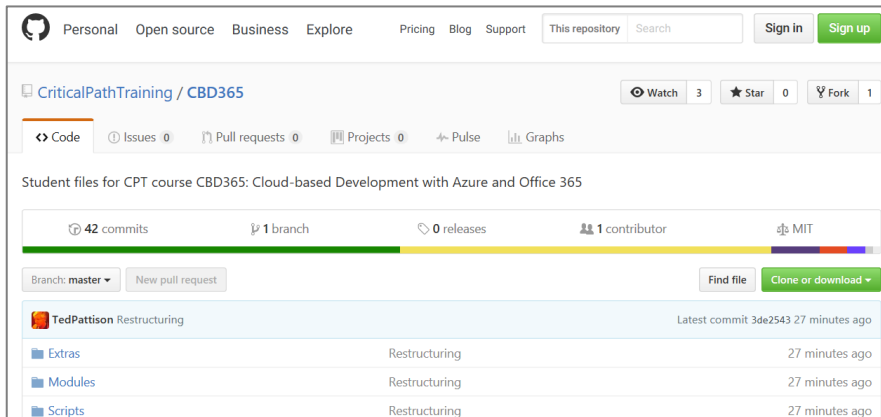 Personal Open source Business Explore Pricing Blog Support This repository Search Sign in Sign up
CriticalPathTraining / CBD365 Watch 3 Star 0 Fork 1
Code Issues 0 Pull requests 0 Projects 0 Pulse Graphs
Student files for CPT course CBD365: Cloud-based Development with Azure and Office 365
42 commits 1 branch 0 releases 1 contributor MIT
Branch: master New pull request Find file Clone or download
TedPattison Restructuring Latest commit 3de2543 27 minutes ago
Extras Restructuring 27 minutes ago
Modules Restructuring 27 minutes ago
Scripts Restructuring 27 minutes ago